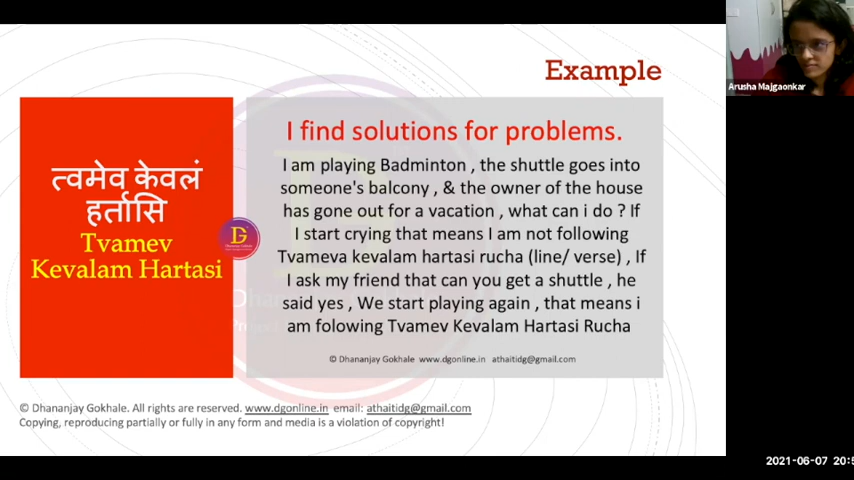 Example
त्वमेव केवलं
हर्तासि
Tvamev
Kevalam Hartasi
I find solutions for problems.
I am playing Badminton , the shuttle goes into
someone's balcony , & the owner of the house
has gone out for a vacation , what can i do ? If
I start crying that means I am not following
Tvameva kevalam hartasi rucha (line/ verse) , If
I ask my friend that can you get a shuttle , he
said yes , We start playing again , that means i
am folowing Tvamev Kevalam Hartasi Rucha
© Dhananjay Gokhale www.dgonline.in athaitidg@gmail.com
© Dhananjay Gokhale. All rights are reserved. www.dgonline.in email: athaitidg@gmail.com
Copying, reproducing partially or fully in any form and media is a violation of copyright!
Arusha Majgaonkar
2021-06-07 20:5